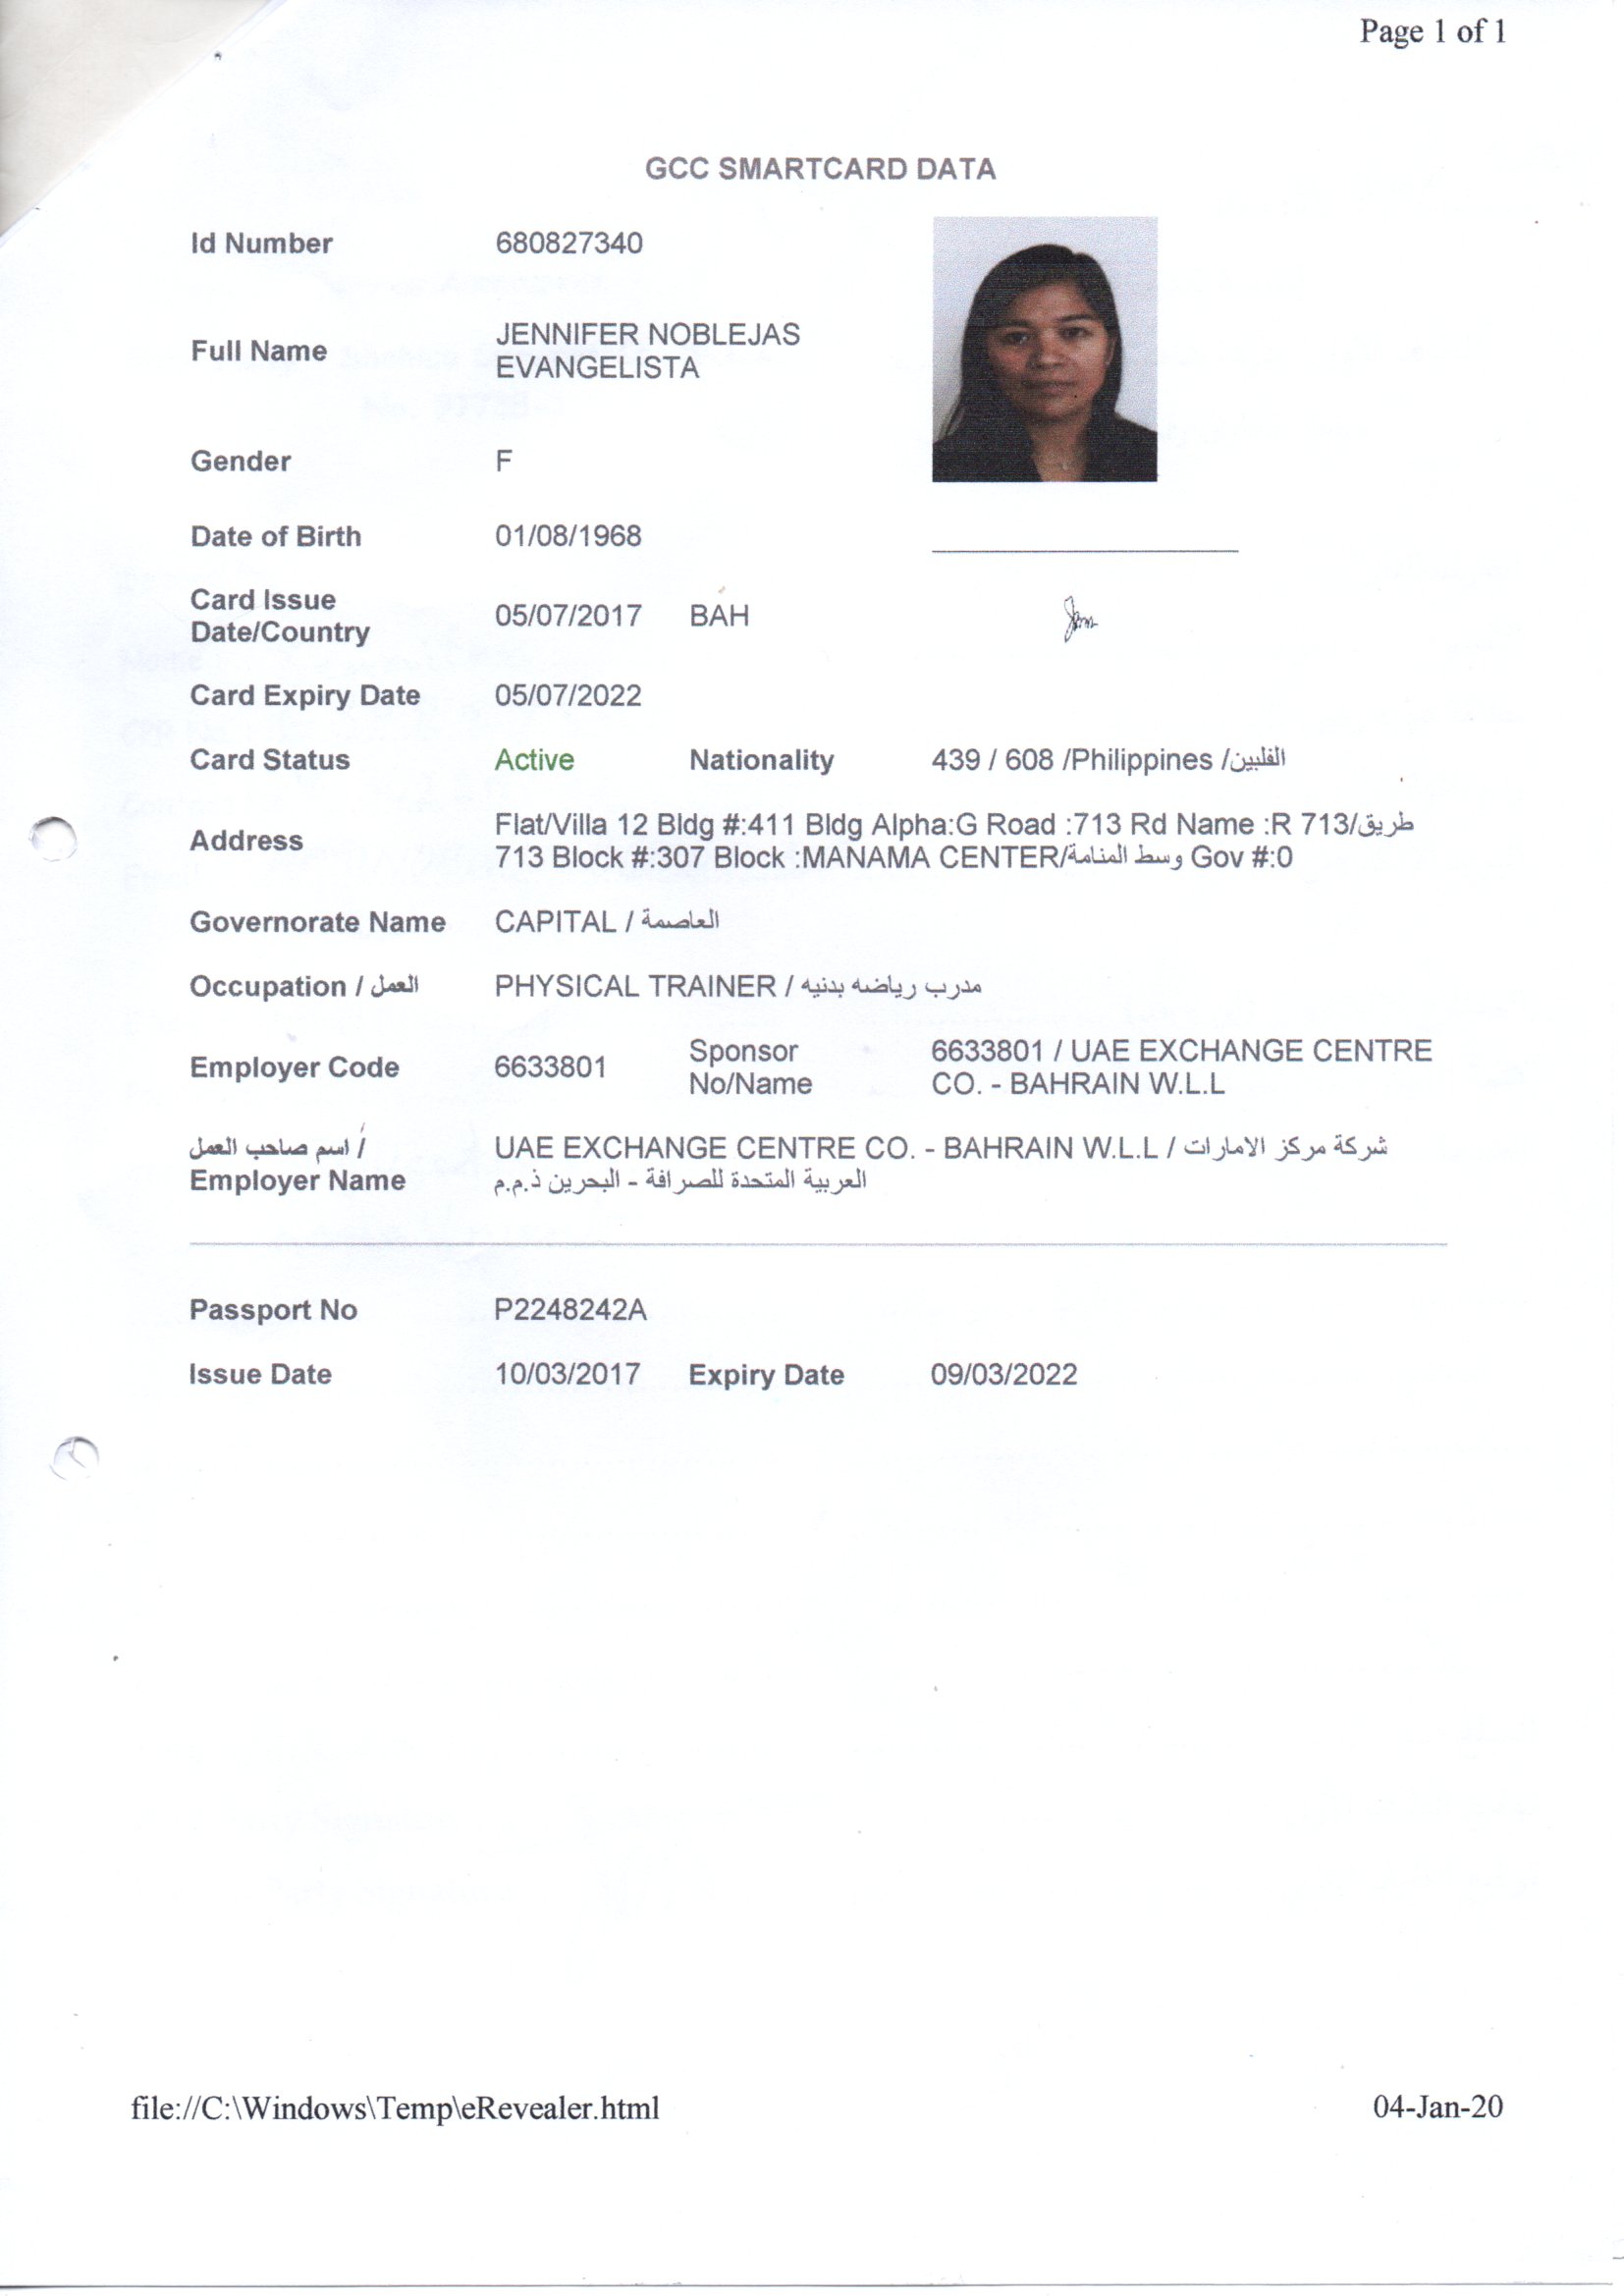 Page 1 of 1
GCC SMARTCARD DATA
Id Number 680827340
Full Name JENNIFER NOBLEJAS
EVANGELISTA
Gender F
Date of Birth 01/08/1968
Card Issue
Date/Country 05/07/2017 BAH
Card Expiry Date 05/07/2022
Card Status Active Nationality 439 / 608 /Philippines /الفلبين
Address Flat/Villa 12 Bldg #:411 Bldg Alpha:G Road :713 Rd Name :R 713/طريق
713 Block #:307 Block :MANAMA CENTER/وسط المنامة Gov #:0
Governorate Name CAPITAL / العاصمة
Occupation / العمل PHYSICAL TRAINER / مدرب رياضه بدنيه
Employer Code 6633801 Sponsor
No/Name 6633801 / UAE EXCHANGE CENTRE
CO. - BAHRAIN W.L.L
اسم صاحب العمل /
Employer Name UAE EXCHANGE CENTRE CO. - BAHRAIN W.L.L / شركة مركز الامارات
العربية المتحدة للصرافة - البحرين ذ.م.م
Passport No P2248242A
Issue Date 10/03/2017 Expiry Date 09/03/2022
file://C:\Windows\Temp\eRevealer.html 04-Jan-20